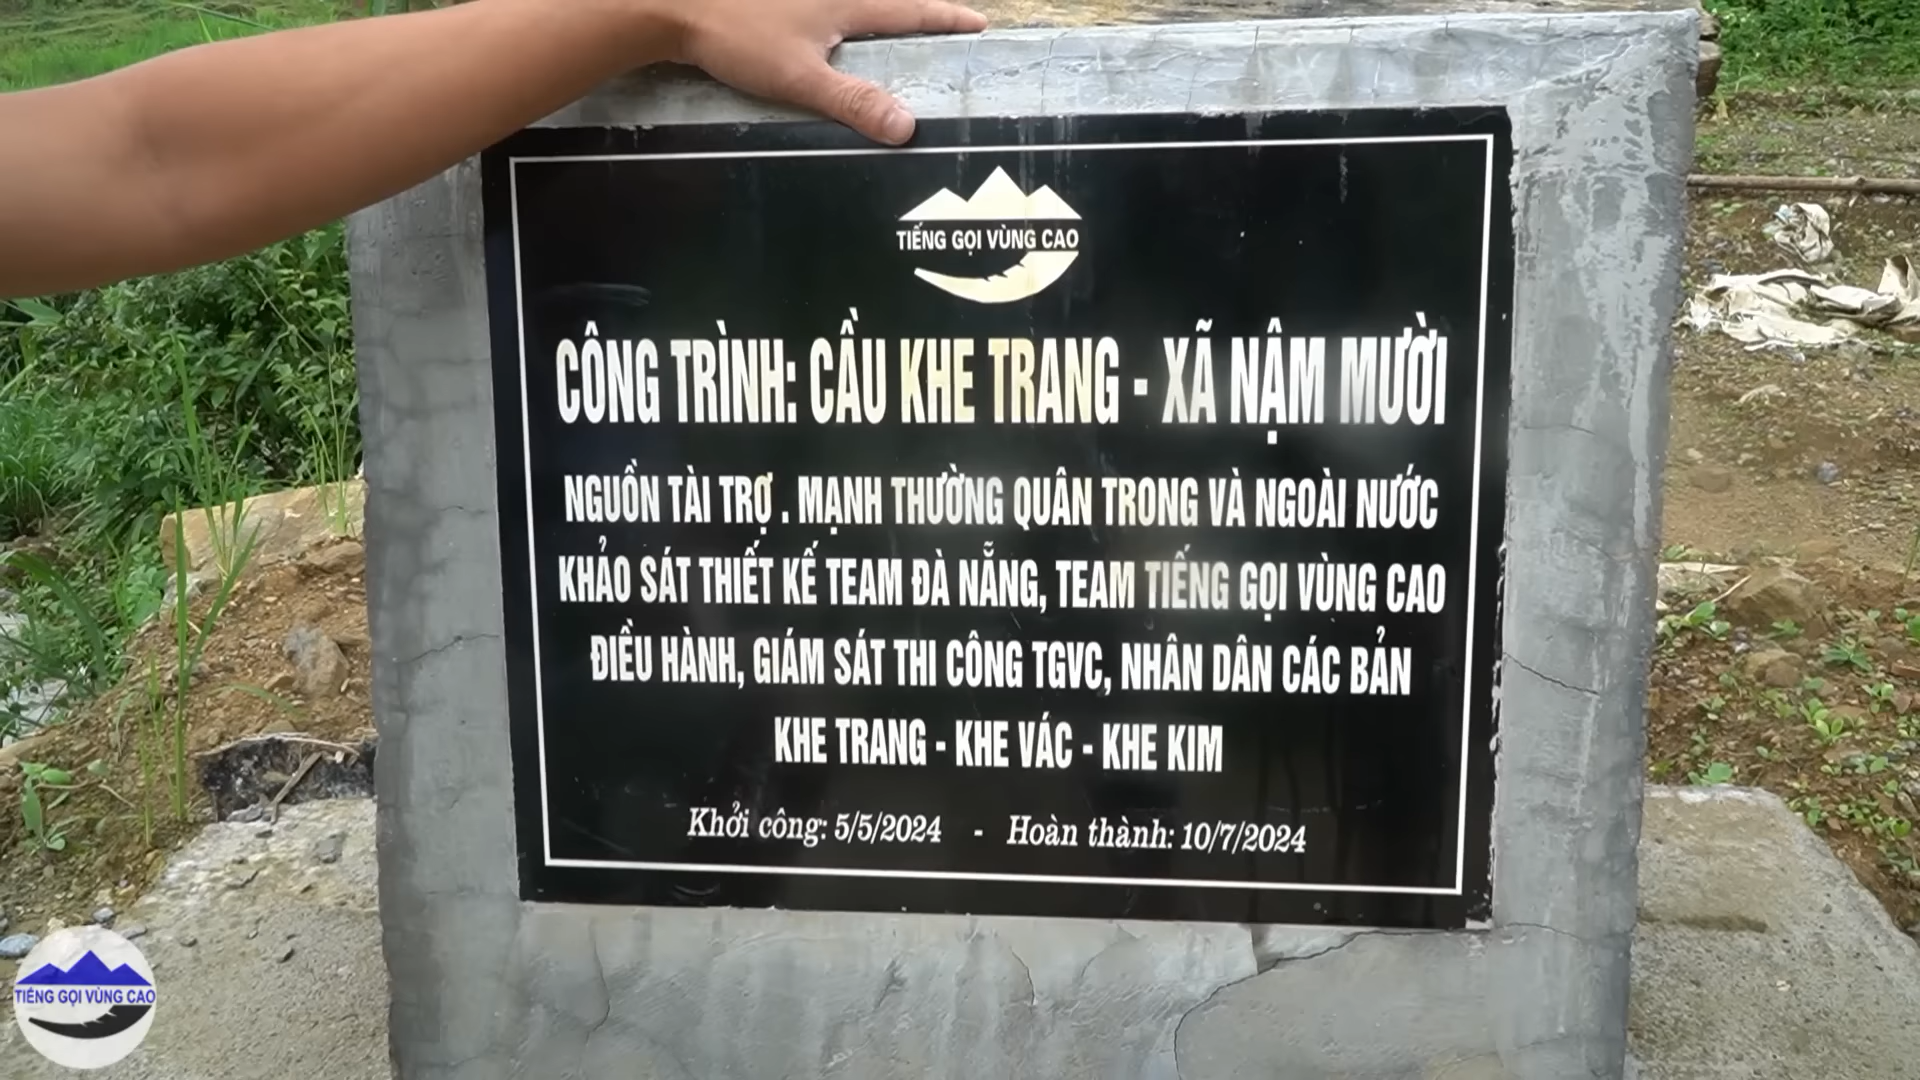 TIẾNG GỌI VÙNG CAO
CÔNG TRÌNH: CẦU KHE TRANG - XÃ NẬM MƯỜI
NGUỒN TÀI TRỢ . MẠNH THƯỜNG QUÂN TRONG VÀ NGOÀI NƯỚC
KHẢO SÁT THIẾT KẾ TEAM ĐÀ NẴNG, TEAM TIẾNG GỌI VÙNG CAO
ĐIỀU HÀNH, GIÁM SÁT THI CÔNG TGVC, NHÂN DÂN CÁC BẢN
KHE TRANG - KHE VÁC - KHE KIM
Khởi công: 5/5/2024 - Hoàn thành: 10/7/2024
TIẾNG GỌI VÙNG CAO